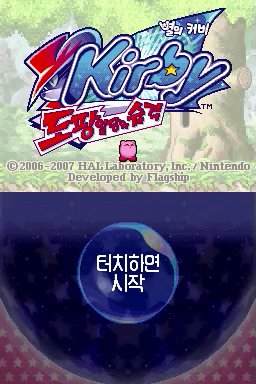 별의 커비
Kirby
TM
도팡일당의 습격
©2006-2007 HAL Laboratory, Inc. / Nintendo
Developed by Flagship
터치하면
시작